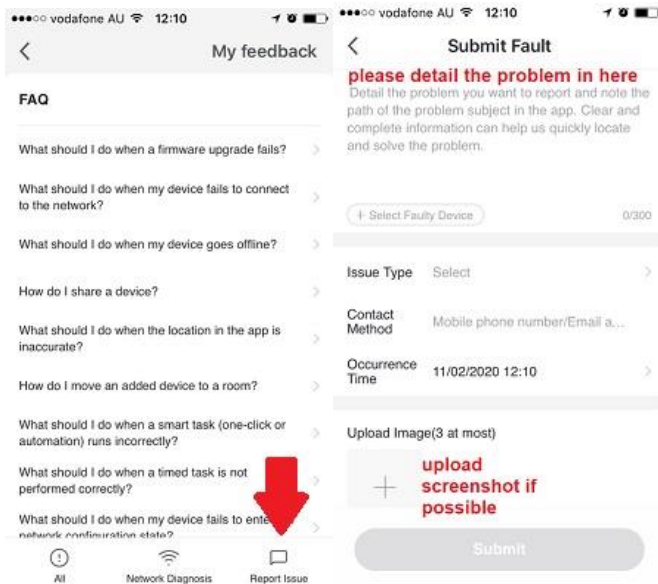 vodafone AU 12:10
My feedback
FAQ
What should I do when a firmware upgrade fails?
What should I do when my device fails to connect
to the network?
What should I do when my device goes offline?
How do I share a device?
What should I do when the location in the app is
inaccurate?
How do I move an added device to a room?
What should I do when a smart task (one-click or
automation) runs incorrectly?
What should I do when a timed task is not
performed correctly?
What should I do when my device fails to ente
network configuration state?
All
Network Diagnosis
Report Issue
vodafone AU 12:10
Submit Fault
please detail the problem in here
Detail the problem you want to report and note the
path of the problem subject in the app. Clear and
complete information can help us quickly locate
and solve the problem.
+ Select Faulty Device
0/300
Issue Type Select
Contact
Method
Mobile phone number/Email a...
Occurrence
Time
11/02/2020 12:10
Upload Image(3 at most)
upload
screenshot if
possible
Submit